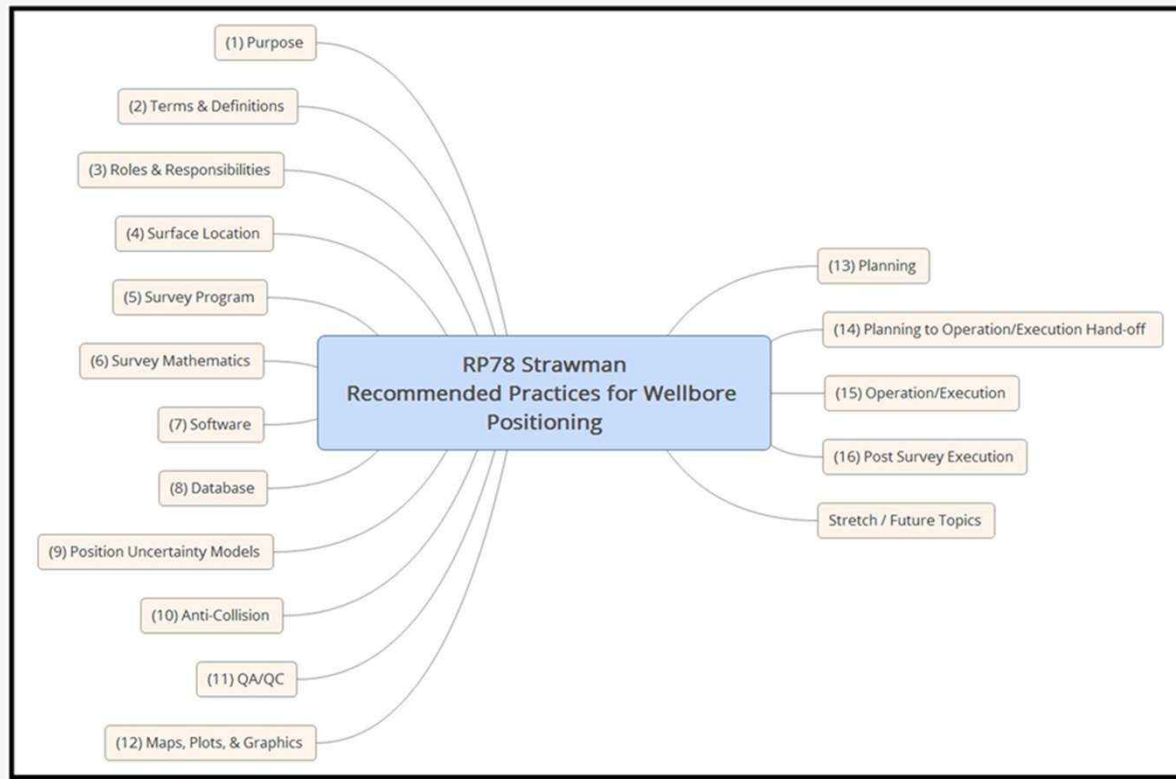 (1) Purpose
(2) Terms & Definitions
(3) Roles & Responsibilities
(4) Surface Location
(5) Survey Program
(6) Survey Mathematics
(7) Software
(8) Database
(9) Position Uncertainty Models
(10) Anti-Collision
(11) QA/QC
(12) Maps, Plots, & Graphics
RP78 Strawman
Recommended Practices for Wellbore
Positioning
(13) Planning
(14) Planning to Operation/Execution Hand-off
(15) Operation/Execution
(16) Post Survey Execution
Stretch / Future Topics